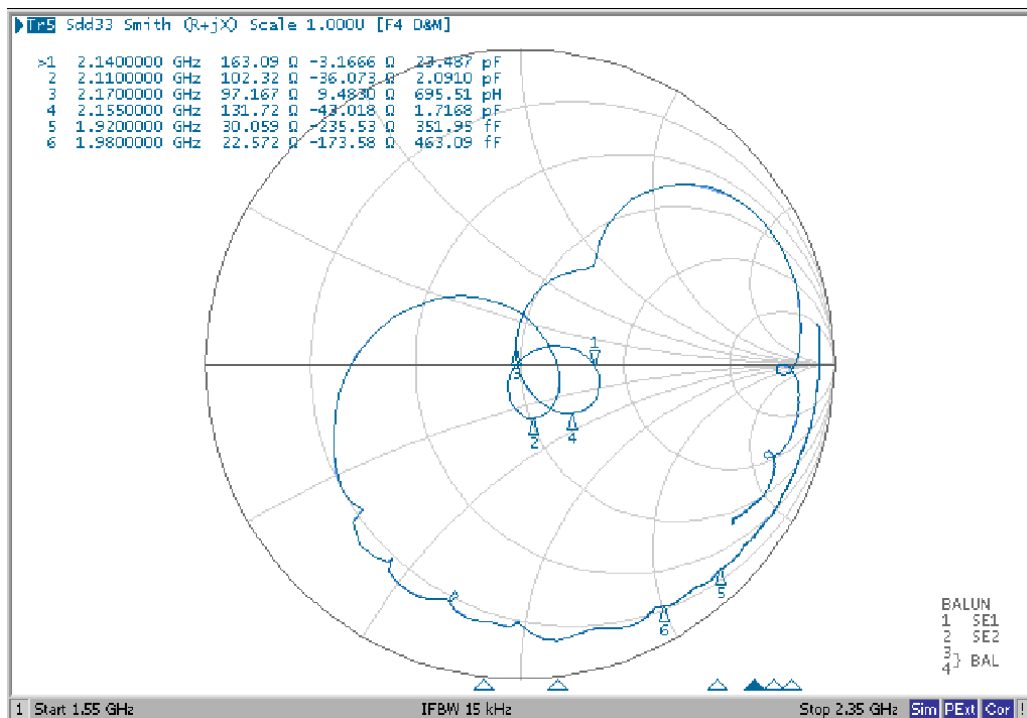 Tr5 Sdd33 Smith (R+jX) Scale 1.000U [F4 D&M]
>1 2.1400000 GHz 163.09 Ω -3.1666 Ω 23.487 pF
2 2.1100000 GHz 102.32 Ω -36.073 Ω 2.0910 pF
3 2.1700000 GHz 97.167 Ω 9.4830 Ω 695.51 pH
4 2.1550000 GHz 131.72 Ω -43.018 Ω 1.7168 pF
5 1.9200000 GHz 30.059 Ω -235.53 Ω 351.95 fF
6 1.9800000 GHz 22.572 Ω -173.58 Ω 463.09 fF
1
3
2
4
5
6
BALUN
1 SE1
2 SE2
3
4} BAL
1 Start 1.55 GHz IFBW 15 kHz Stop 2.35 GHz Sim PExt Cor !